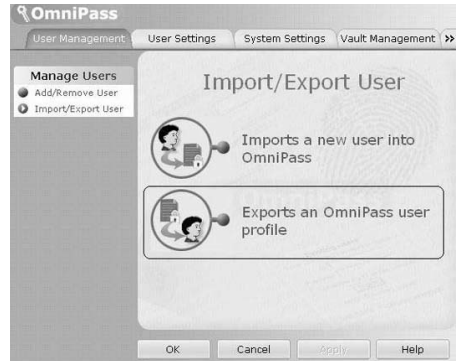 OmniPass
User Management
User Settings
System Settings
Vault Management
Manage Users
Add/Remove User
Import/Export User
Import/Export User
Imports a new user into
OmniPass
Exports an OmniPass user
profile
OK
Cancel
Apply
Help